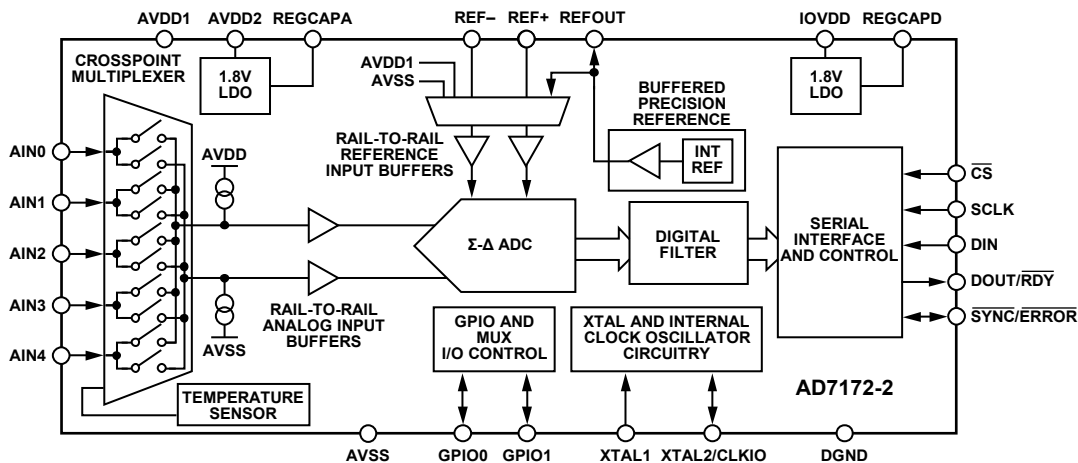 AVDD1 AVDD2 REGCAPA REF– REF+ REFOUT IOVDD REGCAPD
CROSSPOINT
MULTIPLEXER
1.8V
LDO
AVDD1
AVSS
BUFFERED
PRECISION
REFERENCE
INT
REF
1.8V
LDO
RAIL-TO-RAIL
REFERENCE
INPUT BUFFERS
AIN0
AIN1
AIN2
AIN3
AIN4
AVDD
AVSS
Σ-Δ ADC
DIGITAL
FILTER
SERIAL
INTERFACE
AND CONTROL
CS
SCLK
DIN
DOUT/RDY
SYNC/ERROR
RAIL-TO-RAIL
ANALOG INPUT
BUFFERS
GPIO AND
MUX
I/O CONTROL
XTAL AND INTERNAL
CLOCK OSCILLATOR
CIRCUITRY
TEMPERATURE
SENSOR
AD7172-2
AVSS GPIO0 GPIO1 XTAL1 XTAL2/CLKIO DGND